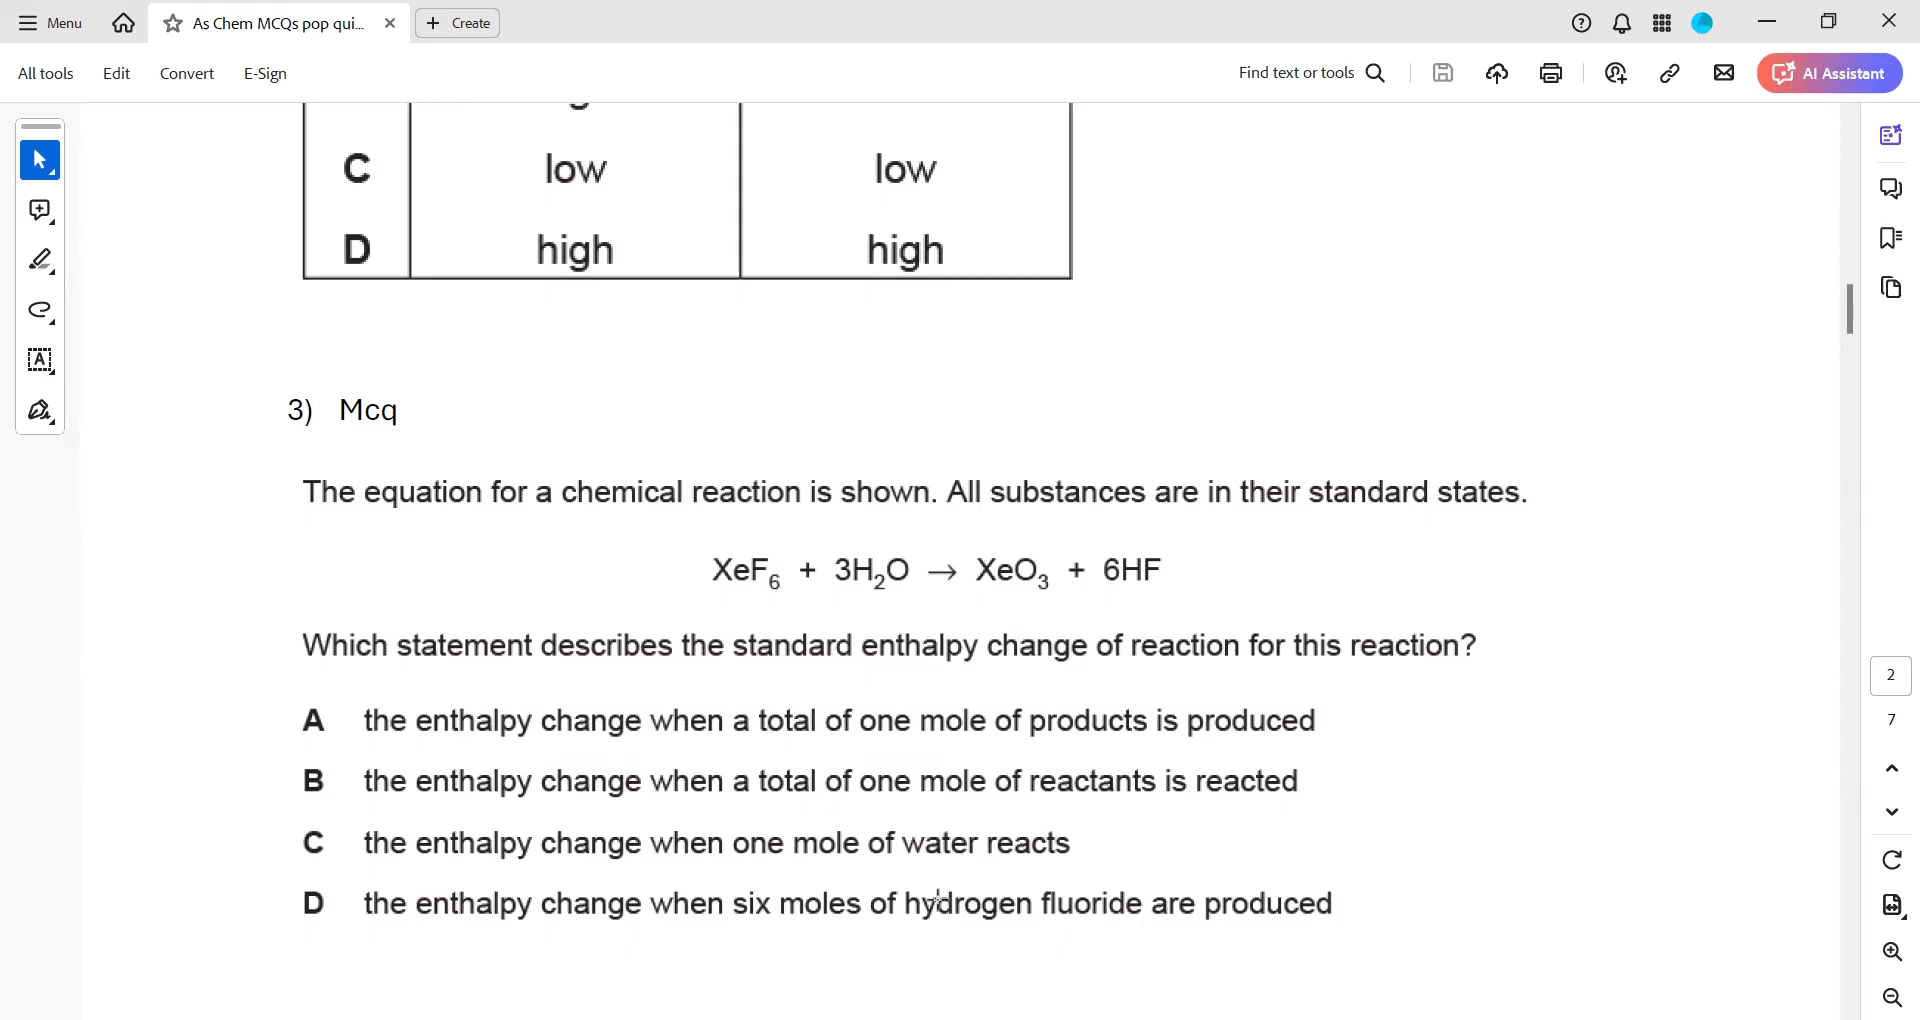 Menu
As Chem MCQs pop qui...
Create
All tools
Edit
Convert
E-Sign
Find text or tools
AI Assistant
C low low
D high high
3) Mcq
The equation for a chemical reaction is shown. All substances are in their standard states.
XeF₆ + 3H₂O → XeO₃ + 6HF
Which statement describes the standard enthalpy change of reaction for this reaction?
A the enthalpy change when a total of one mole of products is produced
B the enthalpy change when a total of one mole of reactants is reacted
C the enthalpy change when one mole of water reacts
D the enthalpy change when six moles of hydrogen fluoride are produced
2
7